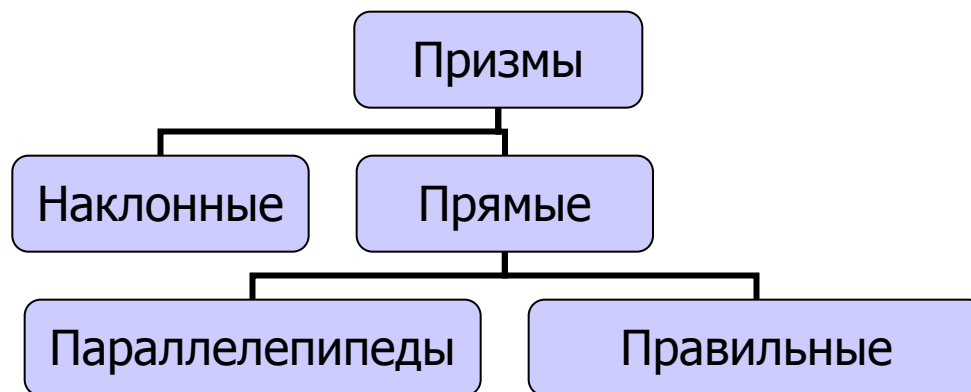 Призмы
Наклонные
Прямые
Параллелепипеды
Правильные